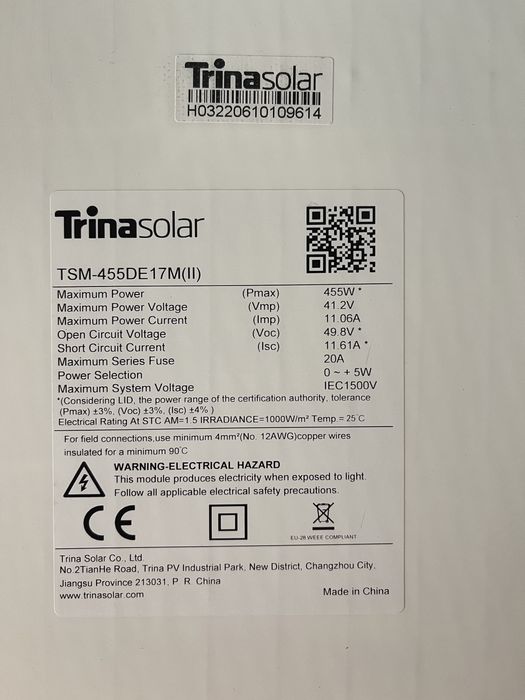 Trinasolar
H03220610109614
Trinasolar
TSM-455DE17M(II)
Maximum Power (Pmax) 455W *
Maximum Power Voltage (Vmp) 41.2V
Maximum Power Current (Imp) 11.06A
Open Circuit Voltage (Voc) 49.8V *
Short Circuit Current (Isc) 11.61A *
Maximum Series Fuse 20A
Power Selection 0 ~ + 5W
Maximum System Voltage IEC1500V
*(Considering LID, the power range of the certification authority, tolerance
(Pmax) ±3%, (Voc) ±3%, (Isc) ±4% )
Electrical Rating At STC AM=1.5 IRRADIANCE=1000W/m² Temp.=25℃
For field connections,use minimum 4mm²(No. 12AWG)copper wires
insulated for a minimum 90℃
WARNING-ELECTRICAL HAZARD
This module produces electricity when exposed to light.
Follow all applicable electrical safety precautions.
CE
EU-28 WEEE COMPLIANT
Trina Solar Co., Ltd.
No.2TianHe Road, Trina PV Industrial Park, New District, Changzhou City,
Jiangsu Province 213031, P. R. China
www.trinasolar.com Made in China